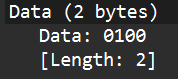 Data (2 bytes)
Data: 0100
[Length: 2]